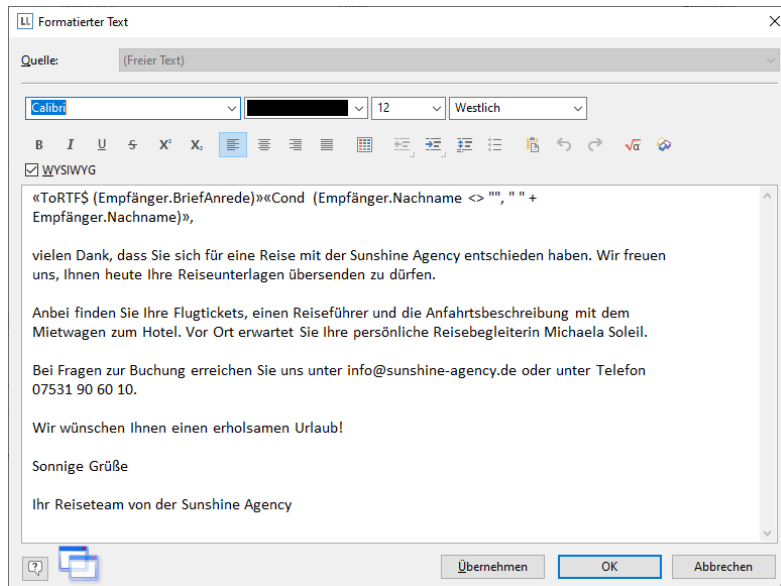 LL Formatierter Text
Quelle: (Freier Text)
Calibri 12 Westlich
B I U S X² X₂
WYSIWYG
«ToRTF$ (Empfänger.BriefAnrede)»«Cond (Empfänger.Nachname <> "", " " +
Empfänger.Nachname)»,
vielen Dank, dass Sie sich für eine Reise mit der Sunshine Agency entschieden haben. Wir freuen
uns, Ihnen heute Ihre Reiseunterlagen übersenden zu dürfen.
Anbei finden Sie Ihre Flugtickets, einen Reiseführer und die Anfahrtsbeschreibung mit dem
Mietwagen zum Hotel. Vor Ort erwartet Sie Ihre persönliche Reisebegleiterin Michaela Soleil.
Bei Fragen zur Buchung erreichen Sie uns unter info@sunshine-agency.de oder unter Telefon
07531 90 60 10.
Wir wünschen Ihnen einen erholsamen Urlaub!
Sonnige Grüße
Ihr Reiseteam von der Sunshine Agency
Übernehmen OK Abbrechen